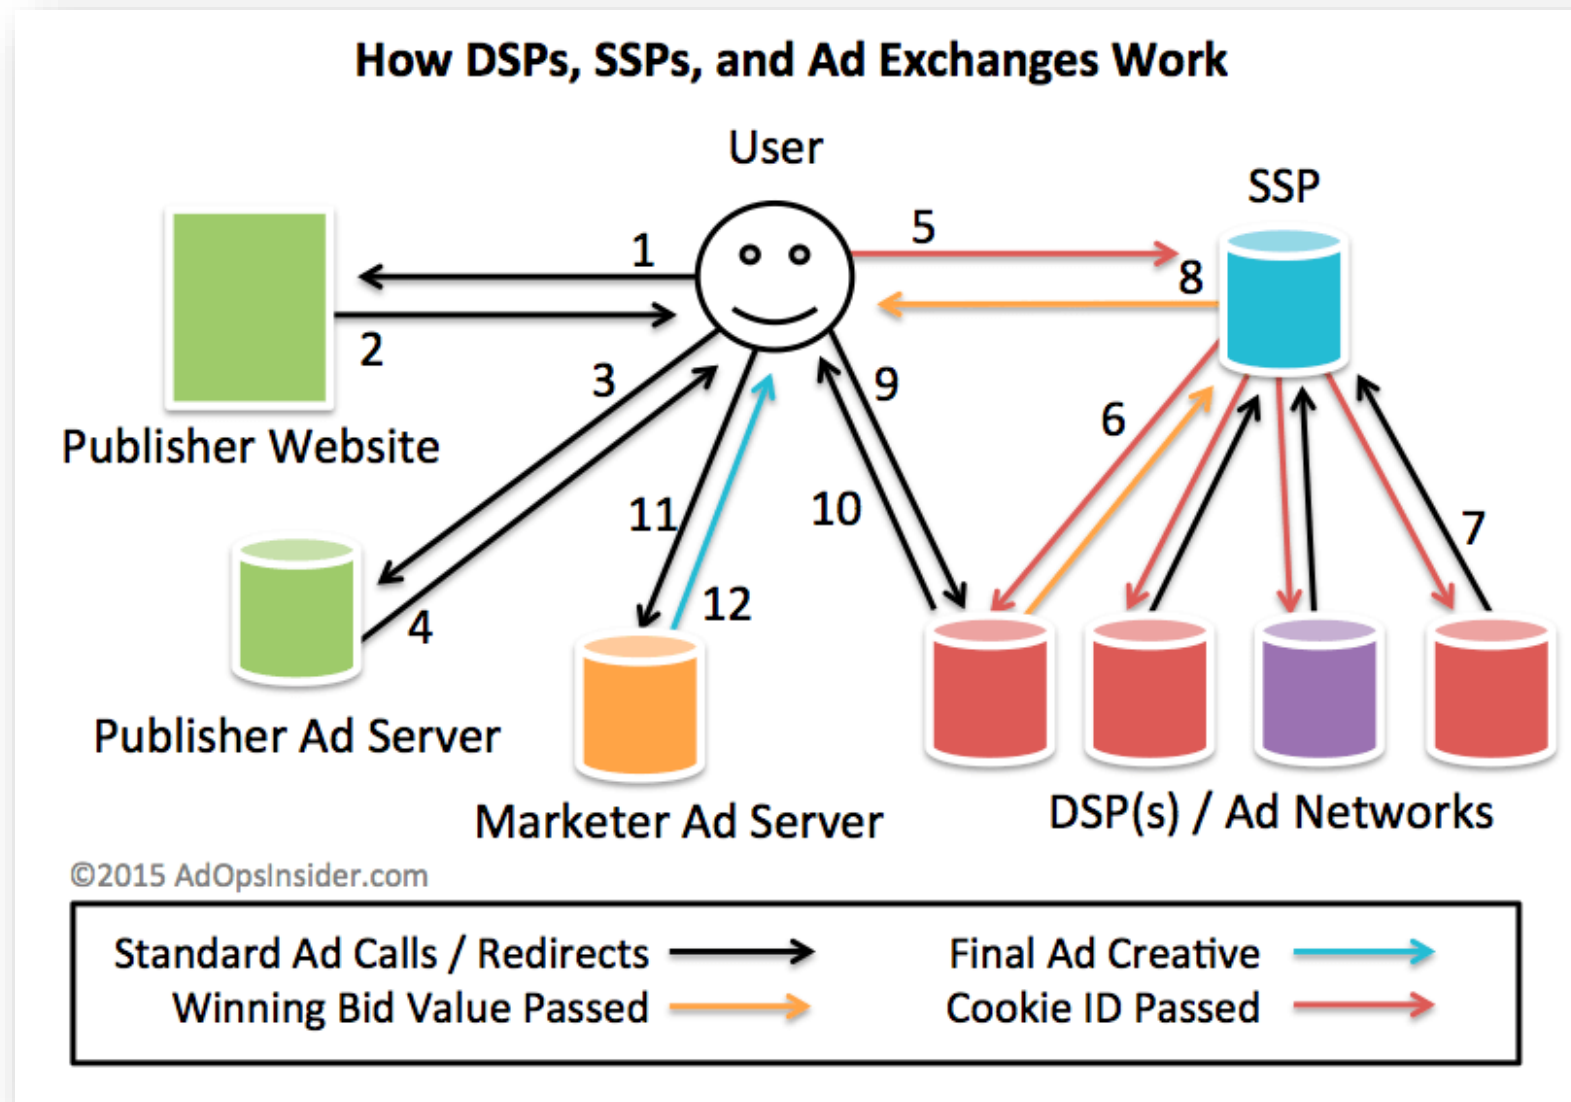 How DSPs, SSPs, and Ad Exchanges Work
User
SSP
1
5
8
2
3
9
6
Publisher Website
10
11
7
12
4
Publisher Ad Server
Marketer Ad Server
DSP(s) / Ad Networks
©2015 AdOpsInsider.com
Standard Ad Calls / Redirects
Final Ad Creative
Winning Bid Value Passed
Cookie ID Passed